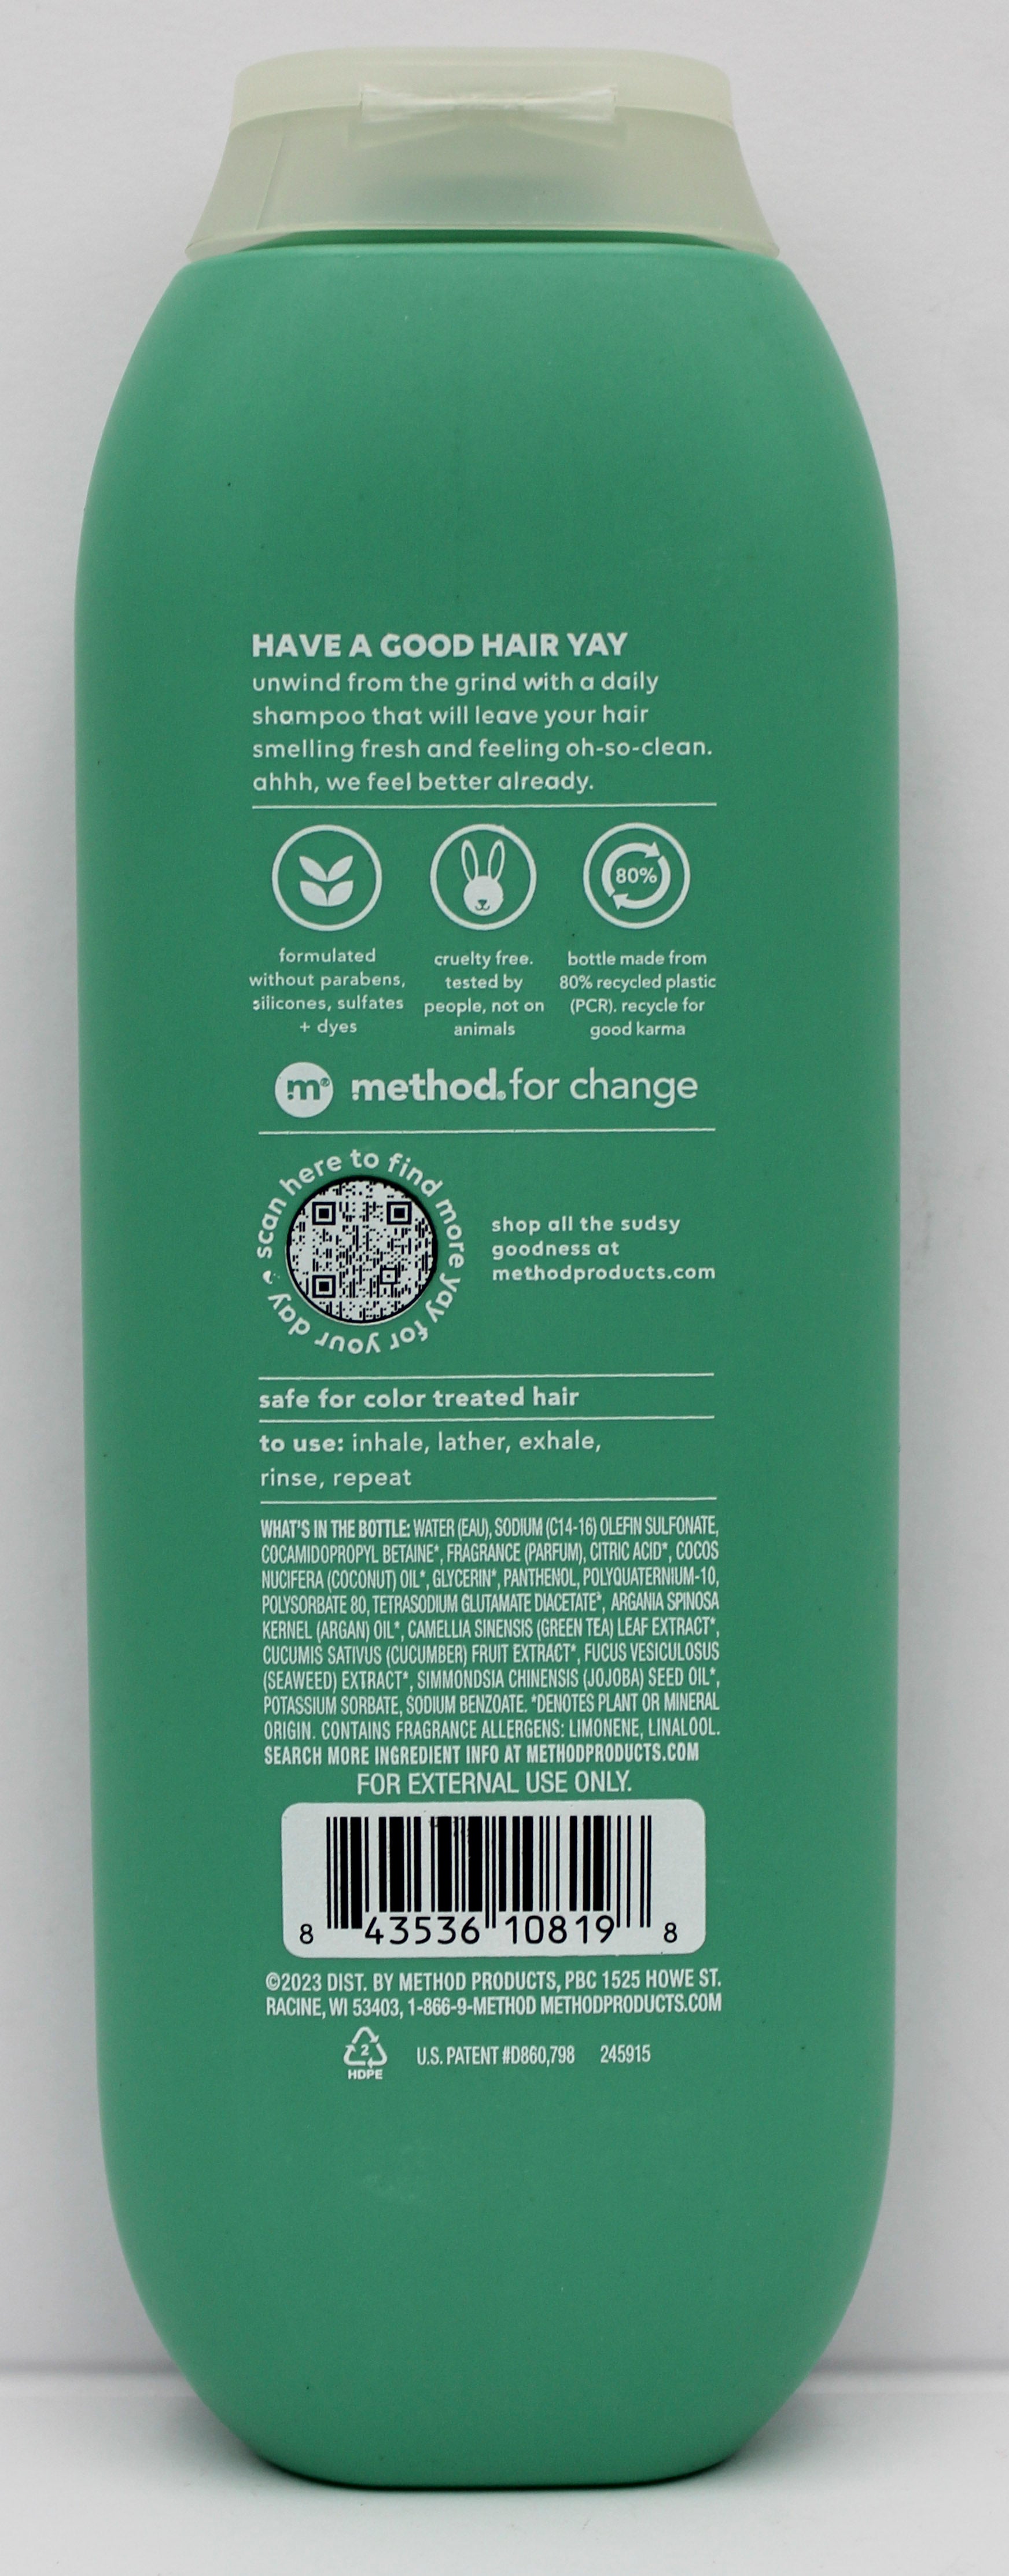 HAVE A GOOD HAIR YAY
unwind from the grind with a daily
shampoo that will leave your hair
smelling fresh and feeling oh-so-clean.
ahhh, we feel better already.
80%
formulated
without parabens,
silicones, sulfates
+ dyes
cruelty free.
tested by
people, not on
animals
bottle made from
80% recycled plastic
(PCR). recycle for
good karma
m® method® for change
scan here to find more yay for your day
shop all the sudsy
goodness at
methodproducts.com
safe for color treated hair
to use: inhale, lather, exhale,
rinse, repeat
WHAT'S IN THE BOTTLE: WATER (EAU), SODIUM (C14-16) OLEFIN SULFONATE,
COCAMIDOPROPYL BETAINE*, FRAGRANCE (PARFUM), CITRIC ACID*, COCOS
NUCIFERA (COCONUT) OIL*, GLYCERIN*, PANTHENOL, POLYQUATERNIUM-10,
POLYSORBATE 80, TETRASODIUM GLUTAMATE DIACETATE*, ARGANIA SPINOSA
KERNEL (ARGAN) OIL*, CAMELLIA SINENSIS (GREEN TEA) LEAF EXTRACT*,
CUCUMIS SATIVUS (CUCUMBER) FRUIT EXTRACT*, FUCUS VESICULOSUS
(SEAWEED) EXTRACT*, SIMMONDSIA CHINENSIS (JOJOBA) SEED OIL*,
POTASSIUM SORBATE, SODIUM BENZOATE. *DENOTES PLANT OR MINERAL
ORIGIN. CONTAINS FRAGRANCE ALLERGENS: LIMONENE, LINALOOL.
SEARCH MORE INGREDIENT INFO AT METHODPRODUCTS.COM
FOR EXTERNAL USE ONLY.
8 43536 10819 8
©2023 DIST. BY METHOD PRODUCTS, PBC 1525 HOWE ST.
RACINE, WI 53403, 1-866-9-METHOD METHODPRODUCTS.COM
2
HDPE
U.S. PATENT #D860,798 245915